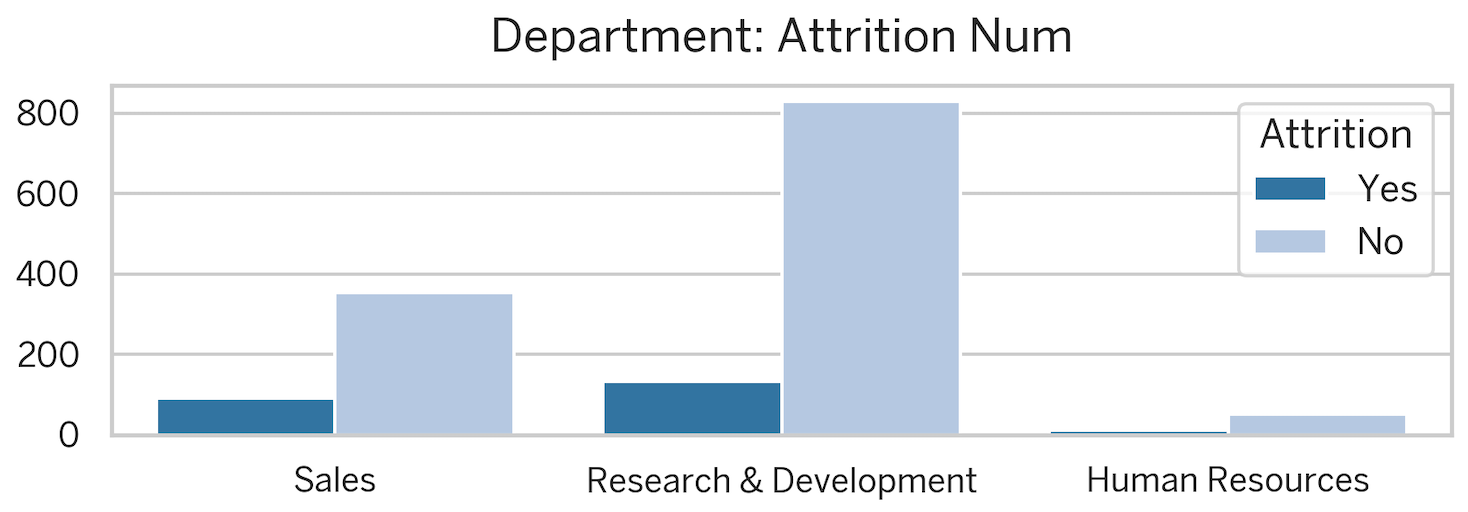 Department: Attrition Num
800
600
400
200
0
Attrition
Yes
No
Sales
Research & Development
Human Resources